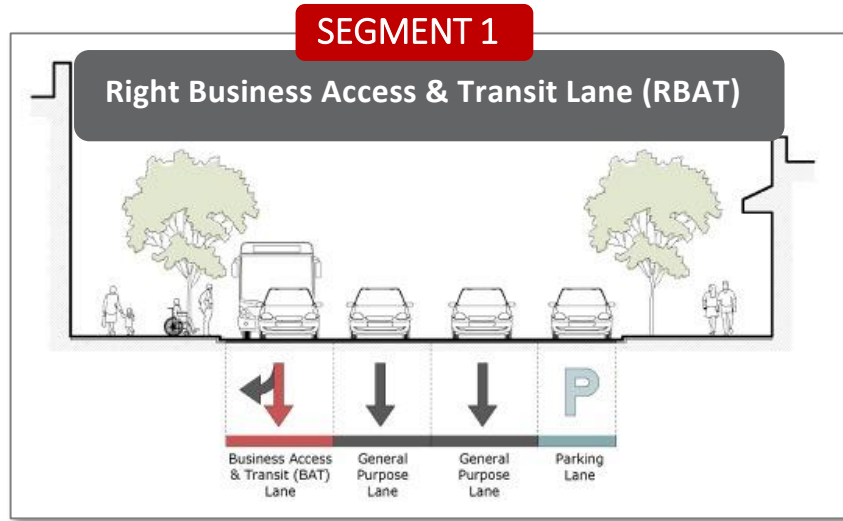 SEGMENT 1
Right Business Access & Transit Lane (RBAT)
P
Business Access
& Transit (BAT)
Lane
General
Purpose
Lane
General
Purpose
Lane
Parking
Lane